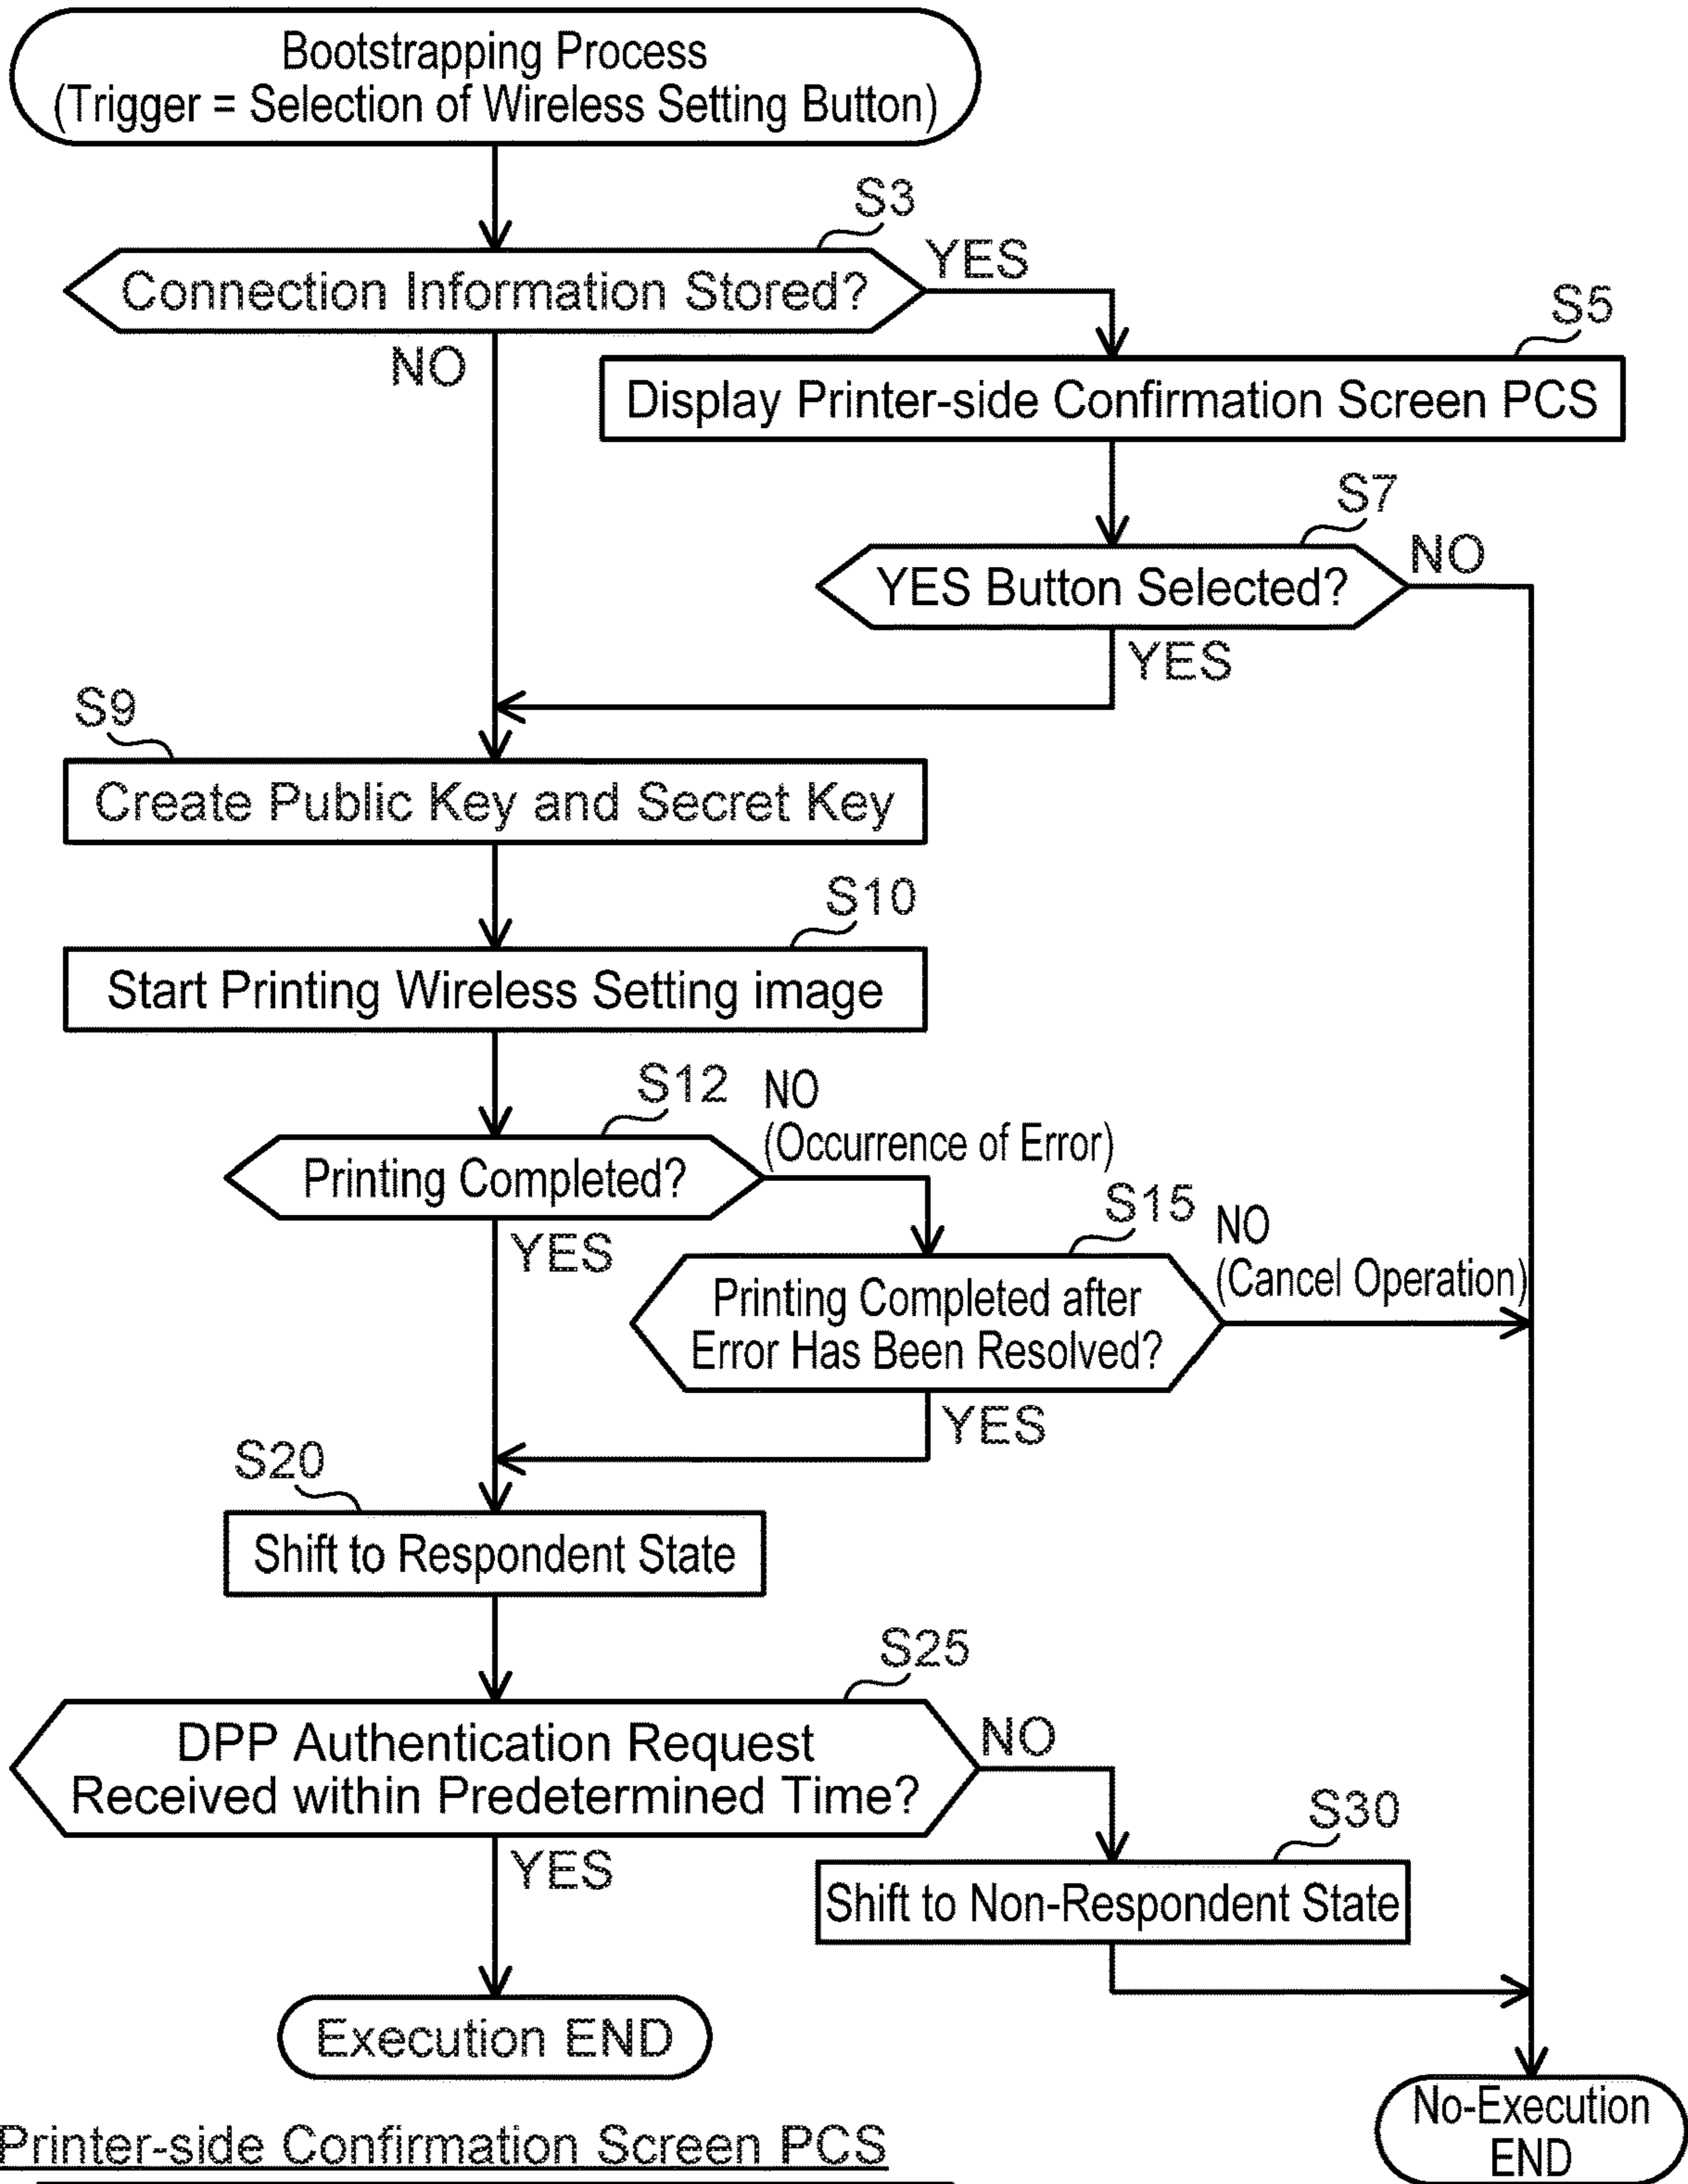 Bootstrapping Process
(Trigger = Selection of Wireless Setting Button)
S3
Connection Information Stored?
YES
NO
S5
Display Printer-side Confirmation Screen PCS
S7
YES Button Selected?
NO
YES
S9
Create Public Key and Secret Key
S10
Start Printing Wireless Setting image
S12
Printing Completed?
NO
(Occurrence of Error)
YES
S15
Printing Completed after
Error Has Been Resolved?
NO
(Cancel Operation)
YES
S20
Shift to Respondent State
S25
DPP Authentication Request
Received within Predetermined Time?
NO
YES
S30
Shift to Non-Respondent State
Execution END
No-Execution
END
Printer-side Confirmation Screen PCS